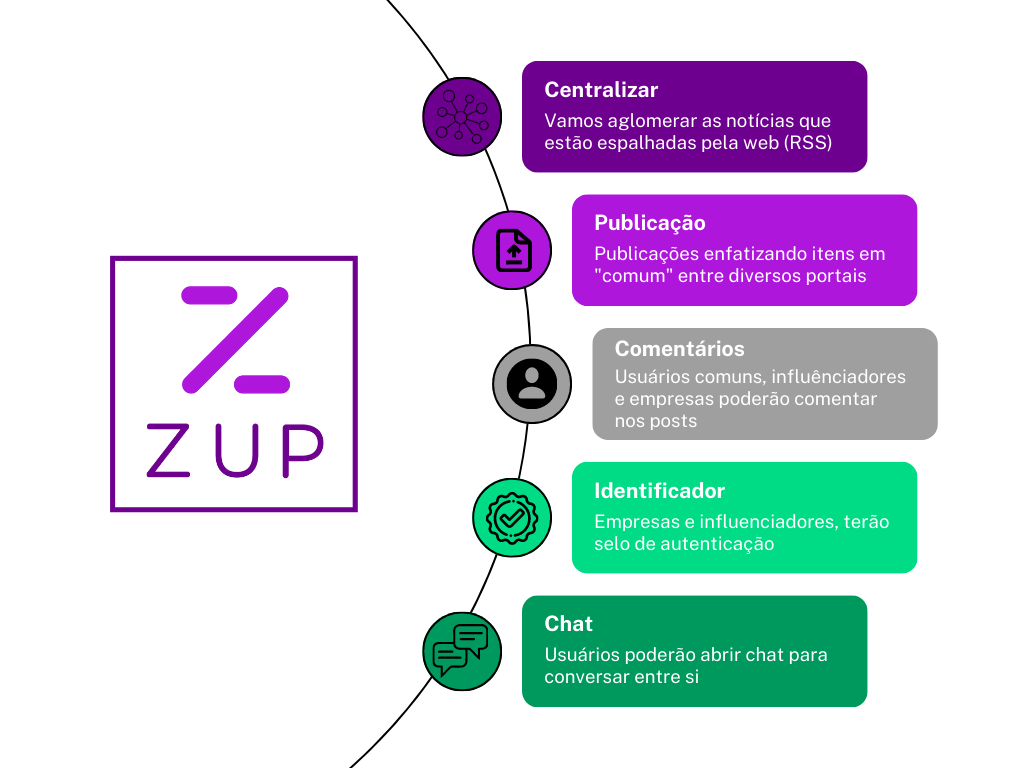 ZUP
Centralizar
Vamos aglomerar as notícias que
estão espalhadas pela web (RSS)
Publicação
Publicações enfatizando itens em
"comum" entre diversos portais
Comentários
Usuários comuns, influênciadores
e empresas poderão comentar
nos posts
Identificador
Empresas e influenciadores, terão
selo de autenticação
Chat
Usuários poderão abrir chat para
conversar entre si